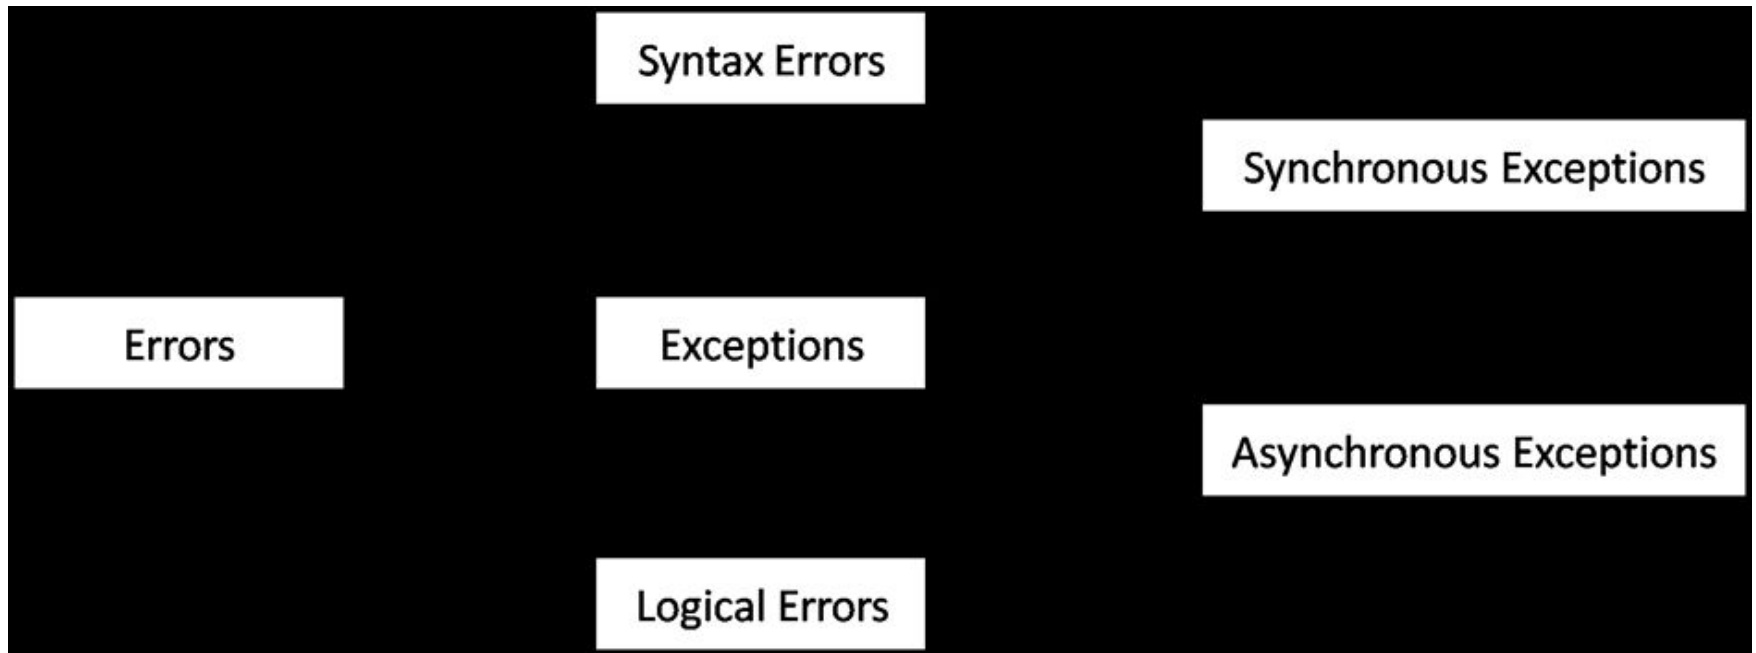 Syntax Errors
Synchronous Exceptions
Errors
Exceptions
Asynchronous Exceptions
Logical Errors